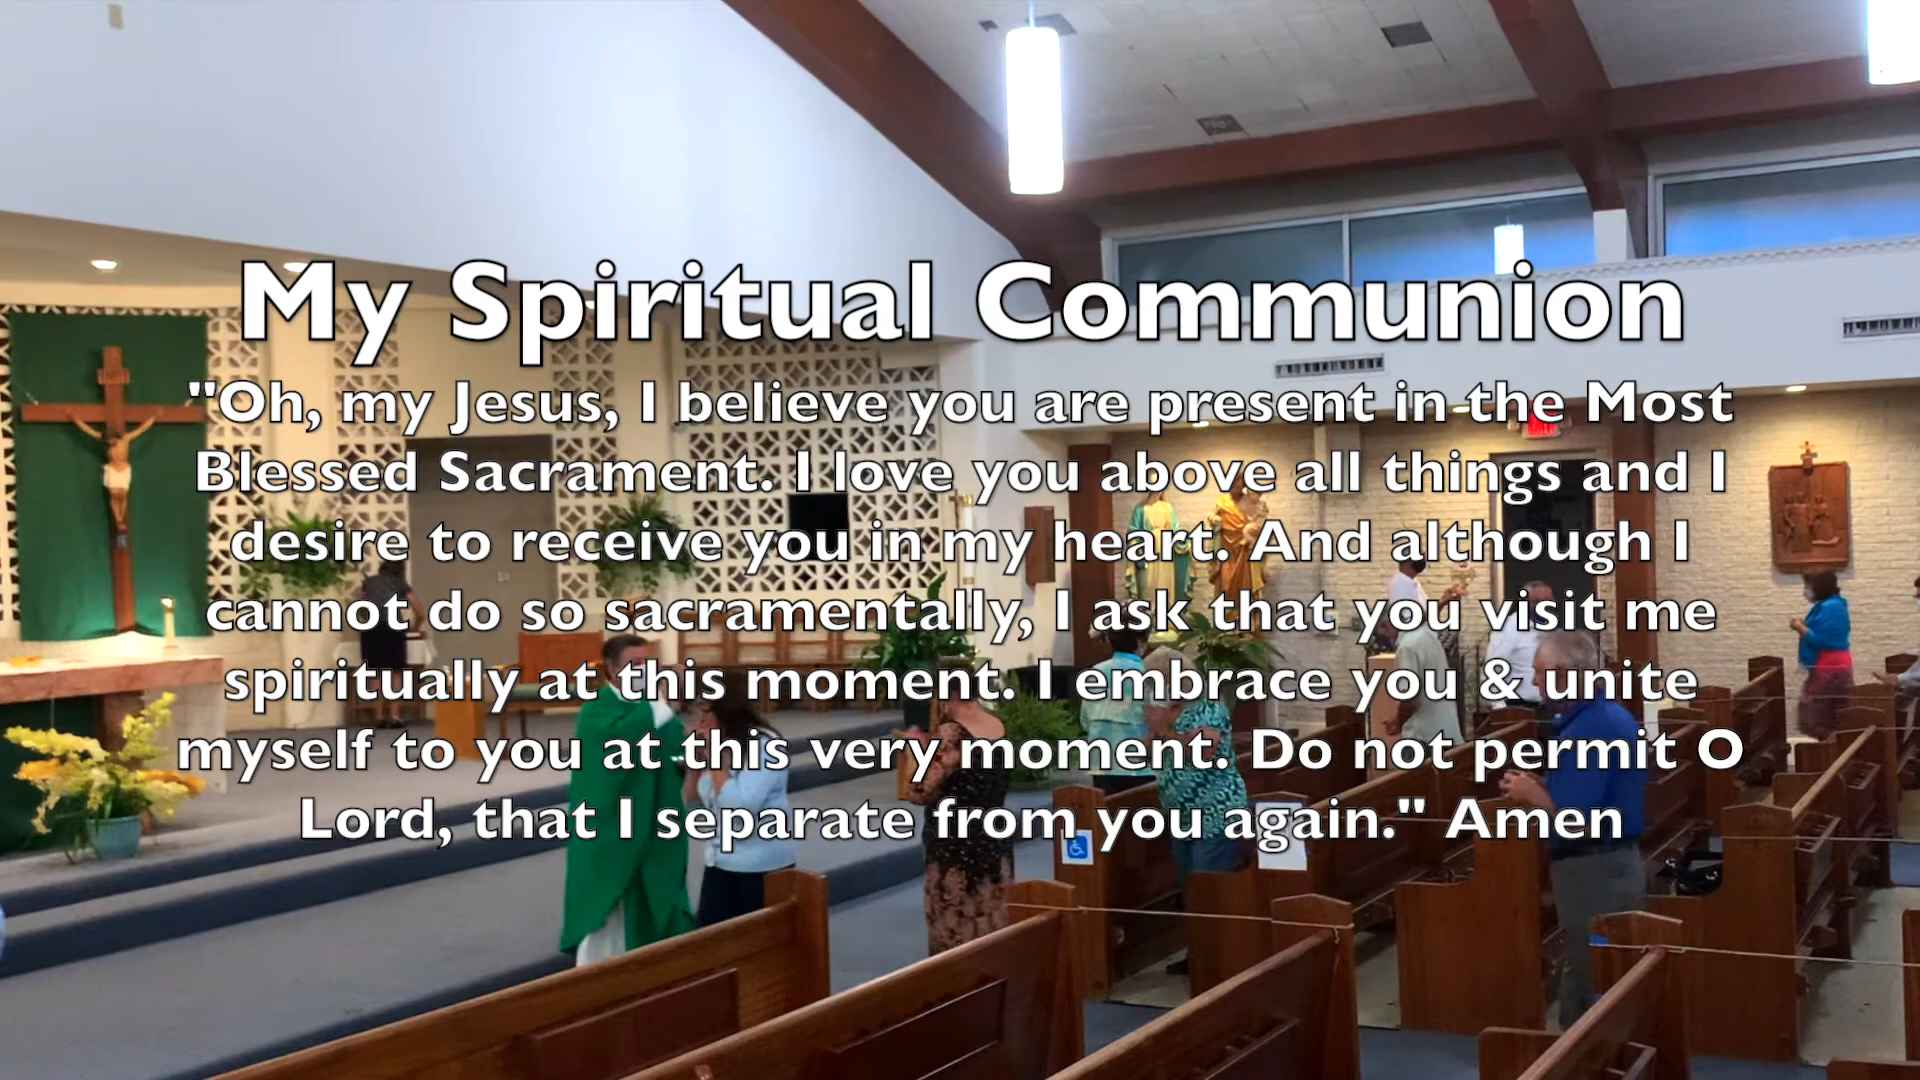 My Spiritual Communion
"Oh, my Jesus, I believe you are present in the Most
Blessed Sacrament. I love you above all things and I
desire to receive you in my heart. And although I
cannot do so sacramentally, I ask that you visit me
spiritually at this moment. I embrace you & unite
myself to you at this very moment. Do not permit O
Lord, that I separate from you again." Amen